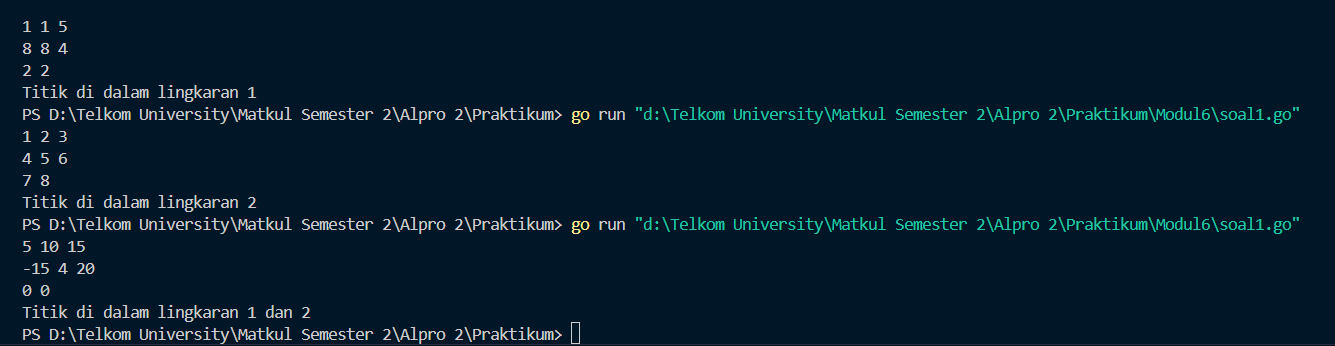 1 1 5
8 8 4
2 2
Titik di dalam lingkaran 1
PS D:\Telkom University\Matkul Semester 2\Alpro 2\Praktikum> go run "d:\Telkom University\Matkul Semester 2\Alpro 2\Praktikum\Modul6\soal1.go"
1 2 3
4 5 6
7 8
Titik di dalam lingkaran 2
PS D:\Telkom University\Matkul Semester 2\Alpro 2\Praktikum> go run "d:\Telkom University\Matkul Semester 2\Alpro 2\Praktikum\Modul6\soal1.go"
5 10 15
-15 4 20
0 0
Titik di dalam lingkaran 1 dan 2
PS D:\Telkom University\Matkul Semester 2\Alpro 2\Praktikum>